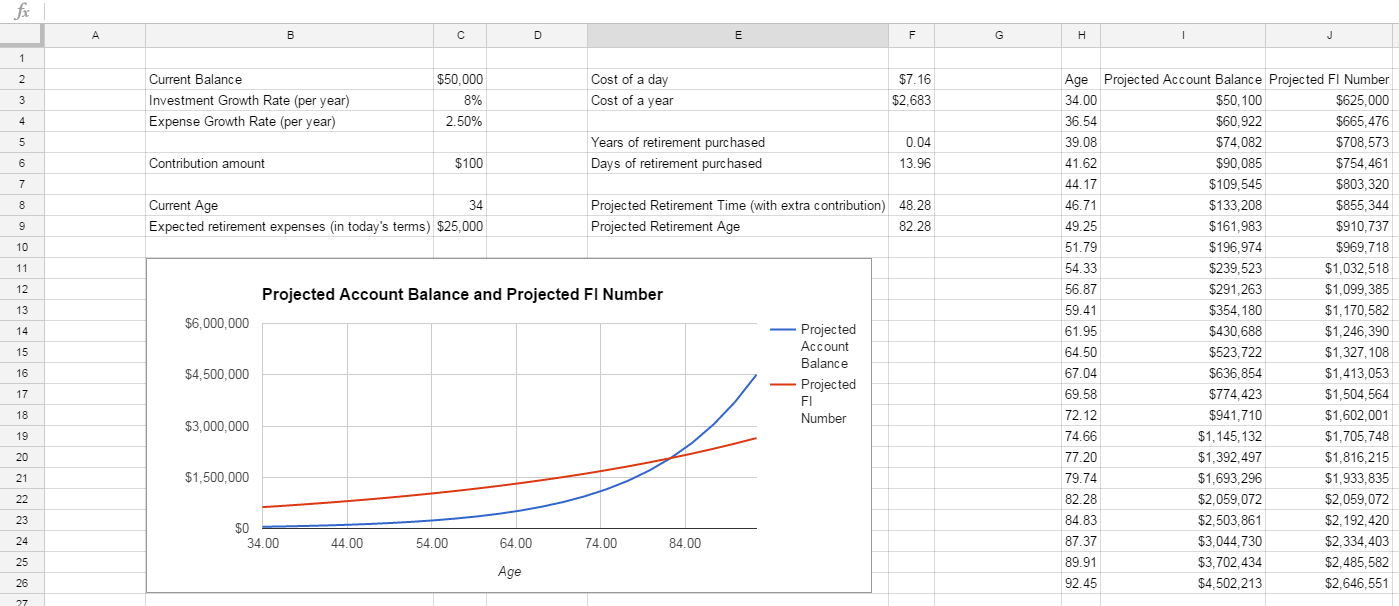 fx
A B C D E F G H I J
1
2 Current Balance $50,000 Cost of a day $7.16 Age Projected Account Balance Projected FI Number
3 Investment Growth Rate (per year) 8% Cost of a year $2,683 34.00 $50,100 $625,000
4 Expense Growth Rate (per year) 2.50% 36.54 $60,922 $665,476
5 Years of retirement purchased 0.04 39.08 $74,082 $708,573
6 Contribution amount $100 Days of retirement purchased 13.96 41.62 $90,085 $754,461
7 44.17 $109,545 $803,320
8 Current Age 34 Projected Retirement Time (with extra contribution) 48.28 46.71 $133,208 $855,344
9 Expected retirement expenses (in today's terms) $25,000 Projected Retirement Age 82.28 49.25 $161,983 $910,737
10 51.79 $196,974 $969,718
11 54.33 $239,523 $1,032,518
12 56.87 $291,263 $1,099,385
13 59.41 $354,180 $1,170,582
14 61.95 $430,688 $1,246,390
15 64.50 $523,722 $1,327,108
16 67.04 $636,854 $1,413,053
17 69.58 $774,423 $1,504,564
18 72.12 $941,710 $1,602,001
19 74.66 $1,145,132 $1,705,748
20 77.20 $1,392,497 $1,816,215
21 79.74 $1,693,296 $1,933,835
22 82.28 $2,059,072 $2,059,072
23 84.83 $2,503,861 $2,192,420
24 87.37 $3,044,730 $2,334,403
25 89.91 $3,702,434 $2,485,582
26 92.45 $4,502,213 $2,646,551
27
Projected Account Balance and Projected FI Number
$6,000,000
$4,500,000
$3,000,000
$1,500,000
$0
34.00 44.00 54.00 64.00 74.00 84.00
Age
Projected
Account
Balance
Projected
FI
Number